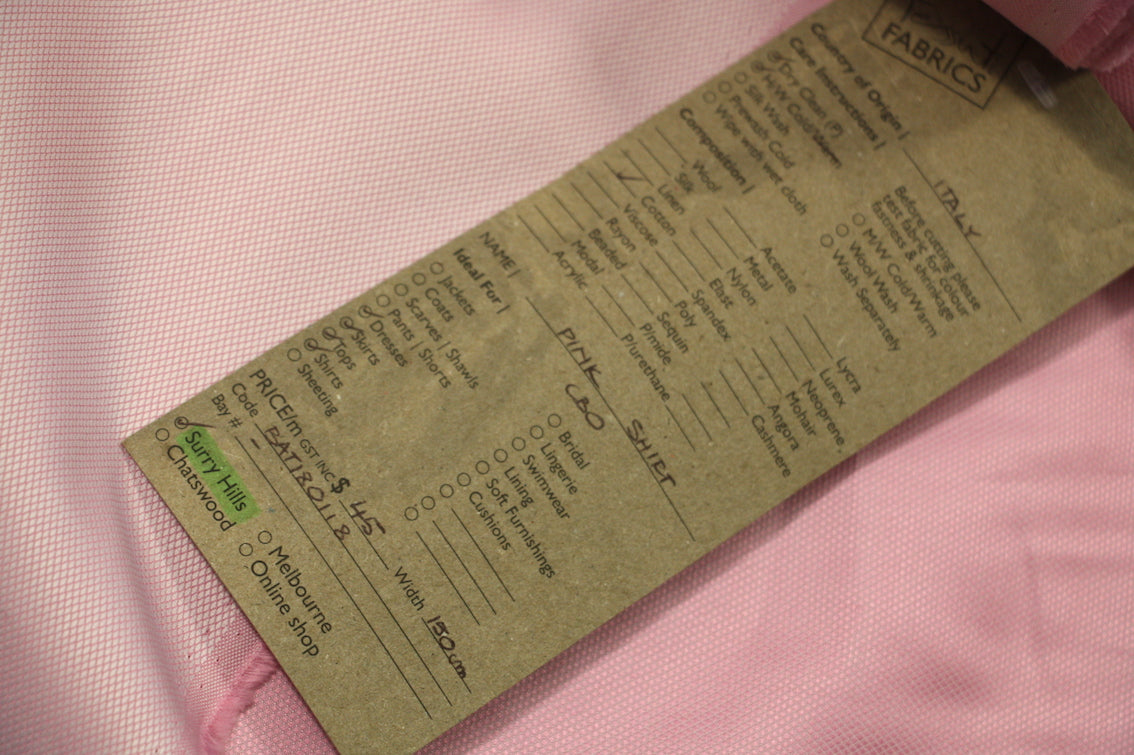 FABRICS
Country of Origin | ITALY
Care Instructions |
Dry Clean (P)
H/W Cold/Warm
Silk Wash
Prewash Cold
Wipe with wet cloth
Before cutting please
test fabric for colour
fastness & shrinkage
M/W Cold/Warm
Wool Wash
Wash Separately
Composition |
Wool
Silk
Linen
Cotton
Viscose
Rayon
Beaded
Modal
Acrylic
Acetate
Metal
Nylon
Elast
Spandex
Poly
Sequin
P/mide
P/urethane
Lycra
Lurex
Neoprene
Mohair
Angora
Cashmere
NAME | PINK SHIRT
CBO
Ideal For |
Jackets
Coats
Scarves | Shawls
Pants | Shorts
Dresses
Skirts
Tops
Shirts
Sheeting
Bridal
Lingerie
Swimwear
Lining
Soft Furnishings
Cushions
PRICE/m GST INC $ 45 Width 150cm
Code BAT180118
Bay # -
Surry Hills
Chatswood
Melbourne
Online shop